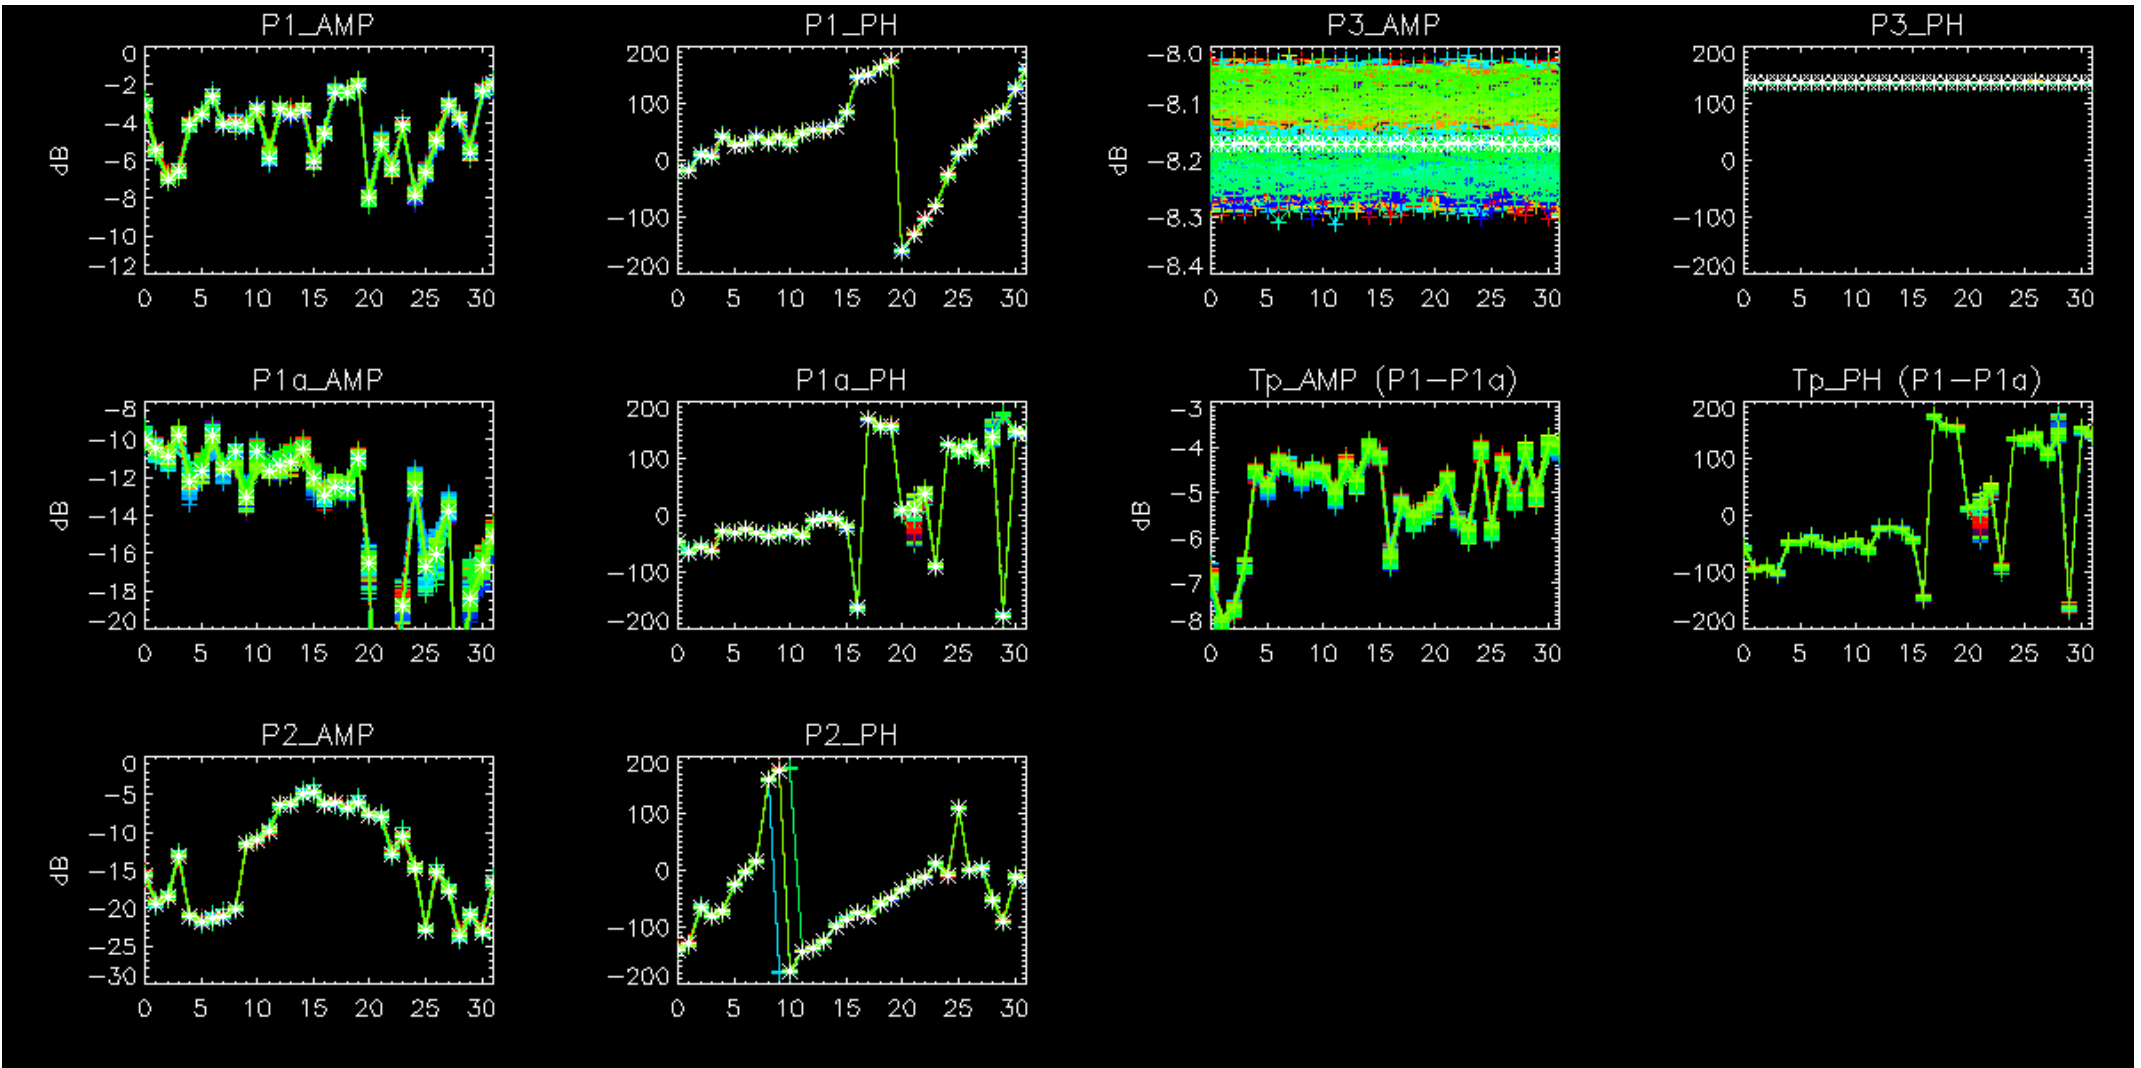 P1_AMP
0
−2
−4
−6
−8
−10
−12
dB
0 5 10 15 20 25 30
P1_PH
200
100
0
−100
−200
0 5 10 15 20 25 30
P3_AMP
−8.0
−8.1
−8.2
−8.3
−8.4
dB
0 5 10 15 20 25 30
P3_PH
200
100
0
−100
−200
0 5 10 15 20 25 30
P1a_AMP
−8
−10
−12
−14
−16
−18
−20
dB
0 5 10 15 20 25 30
P1a_PH
200
100
0
−100
−200
0 5 10 15 20 25 30
Tp_AMP (P1−P1a)
−3
−4
−5
−6
−7
−8
dB
0 5 10 15 20 25 30
Tp_PH (P1−P1a)
200
100
0
−100
−200
0 5 10 15 20 25 30
P2_AMP
0
−5
−10
−15
−20
−25
−30
dB
0 5 10 15 20 25 30
P2_PH
200
100
0
−100
−200
0 5 10 15 20 25 30